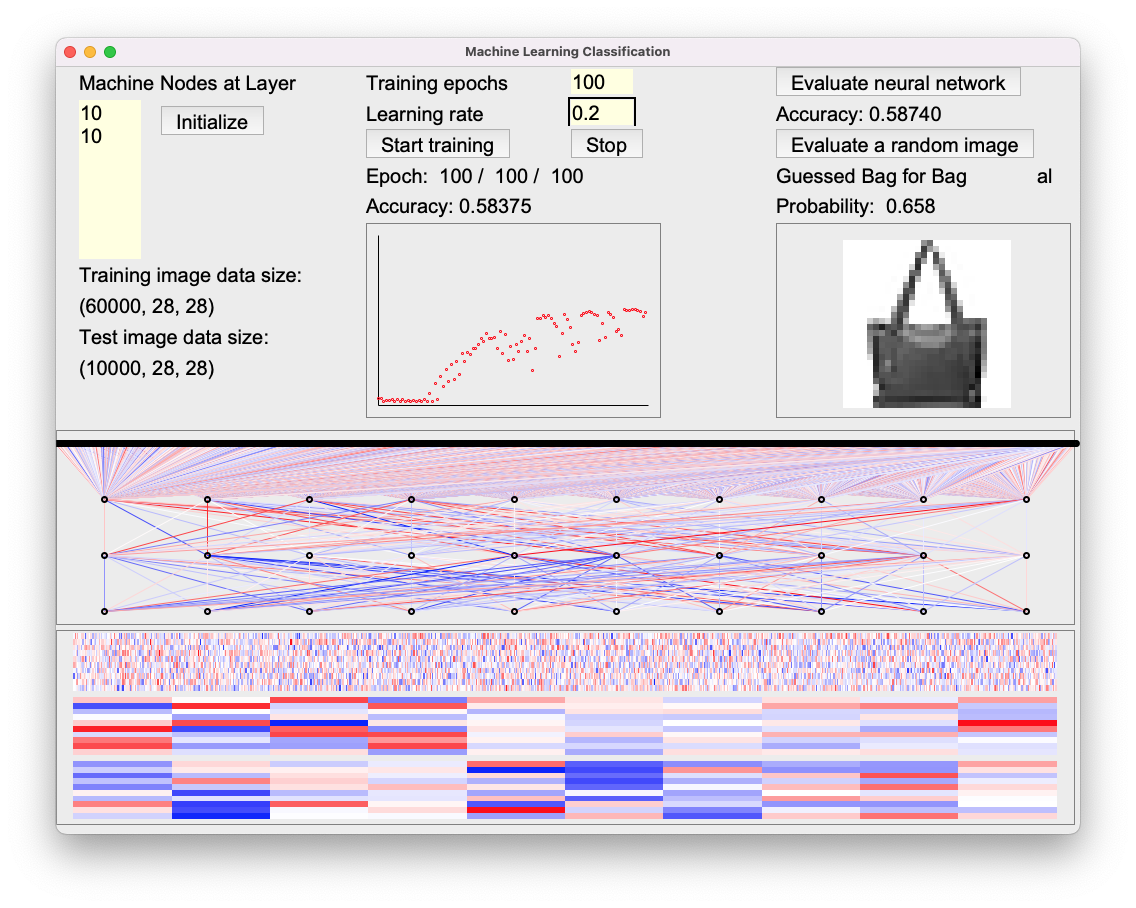 Machine Learning Classification
Machine Nodes at Layer
10
10
Initialize
Training image data size:
(60000, 28, 28)
Test image data size:
(10000, 28, 28)
Training epochs 100
Learning rate 0.2
Start training Stop
Epoch: 100 / 100 / 100
Accuracy: 0.58375
Evaluate neural network
Accuracy: 0.58740
Evaluate a random image
Guessed Bag for Bag al
Probability: 0.658